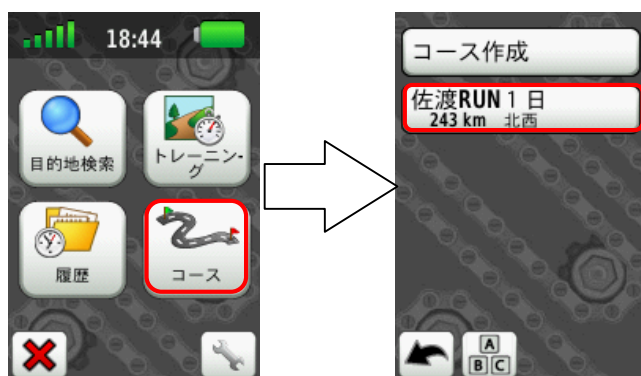 18:44
目的地検索
トレーニン・
グ
履歴
コース
コース作成
佐渡RUN1日
243 km 北西
A
B C